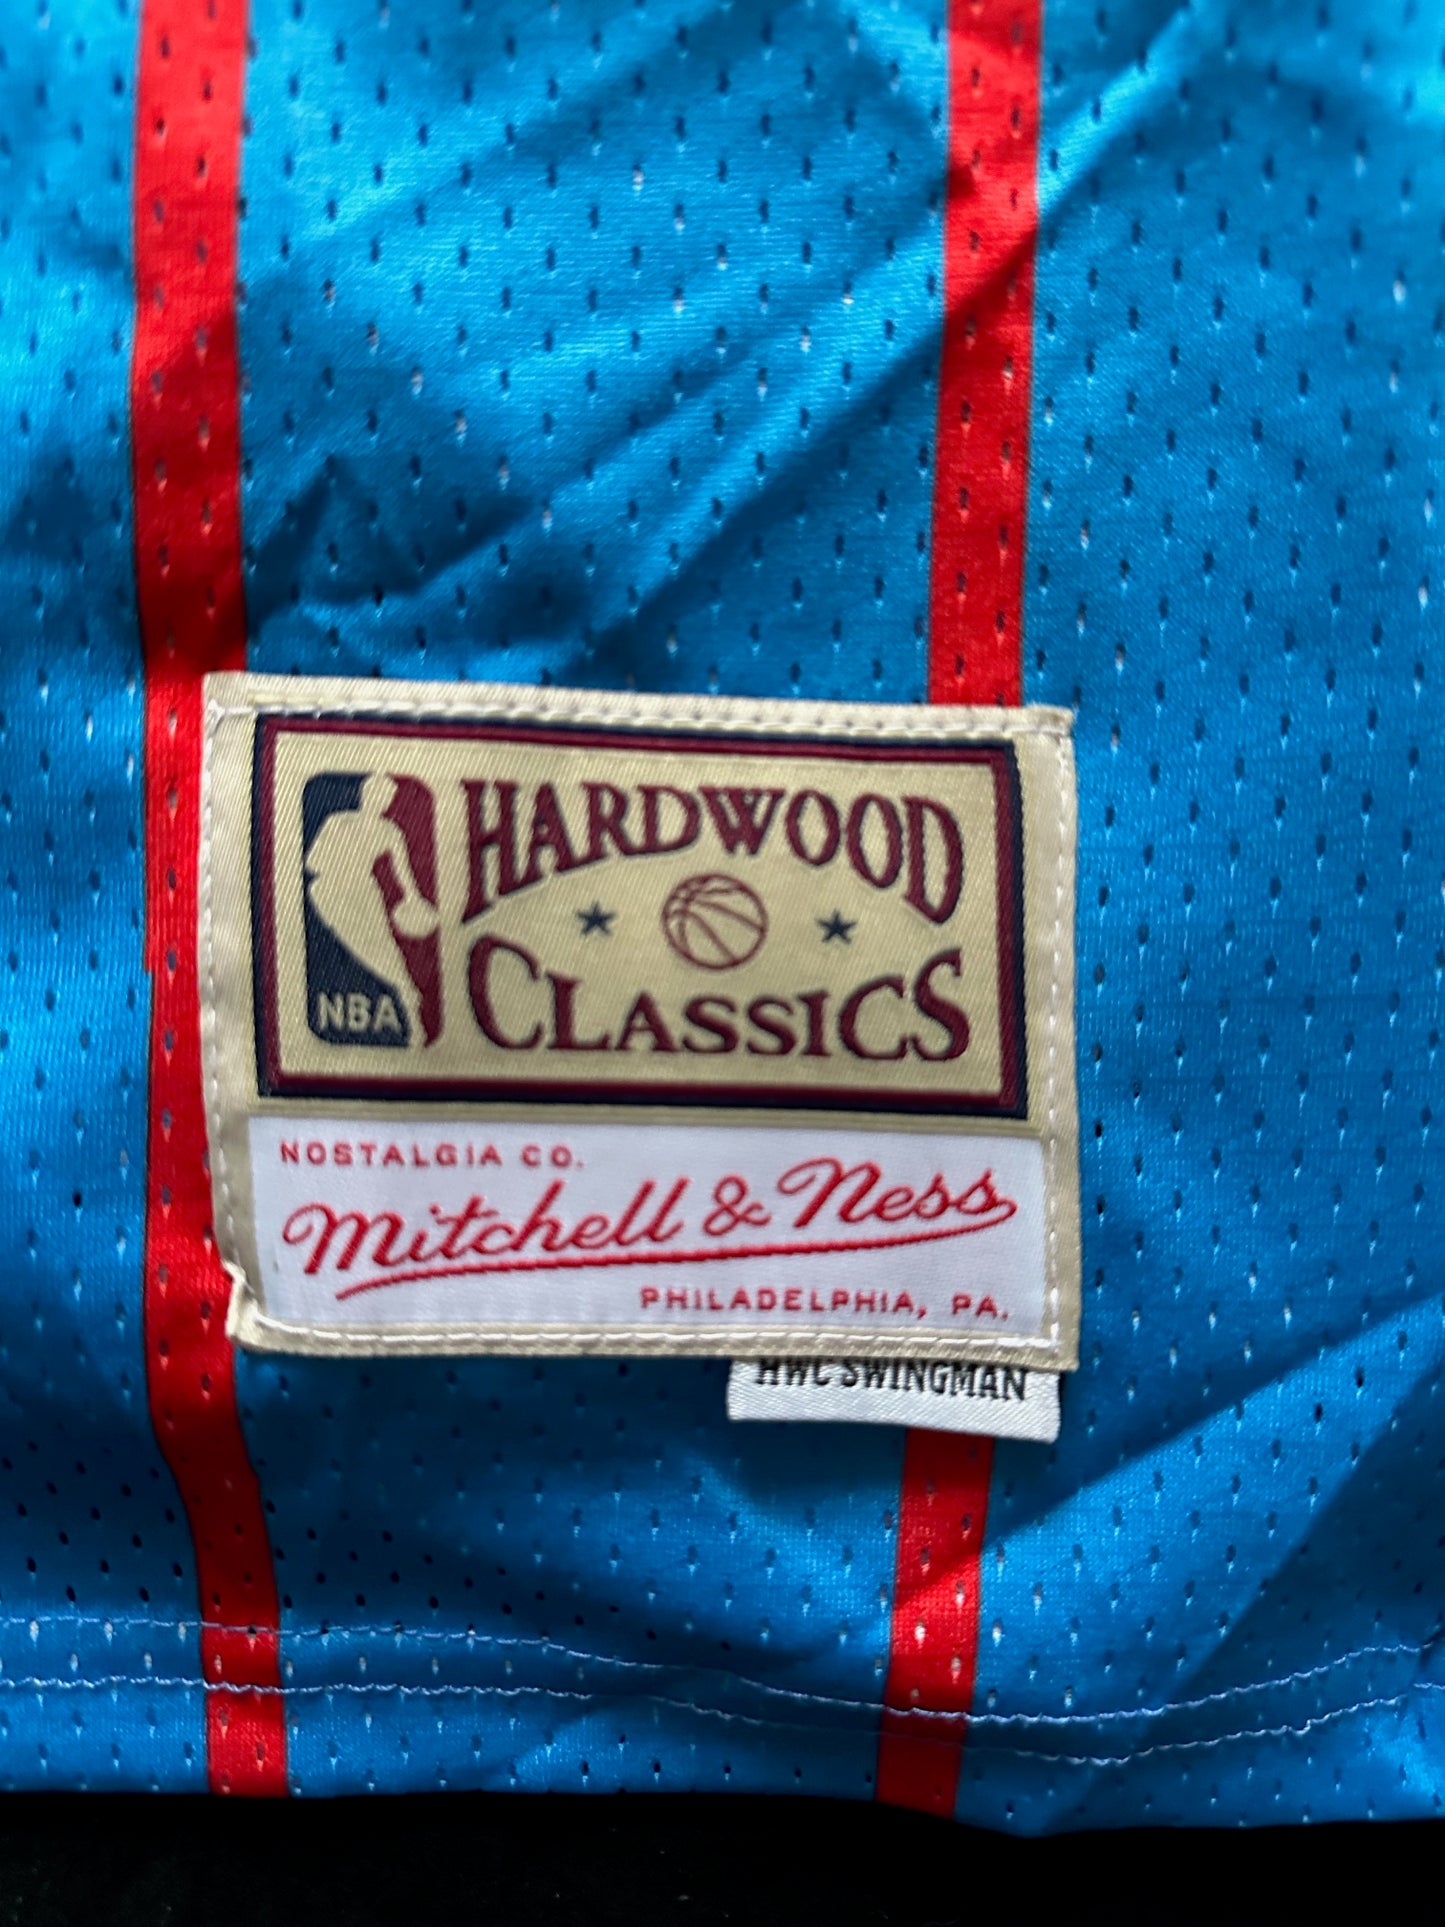 HARDWOOD
CLASSICS
NBA
NOSTALGIA CO.
Mitchell & Ness
PHILADELPHIA, PA.
HWC SWINGMAN